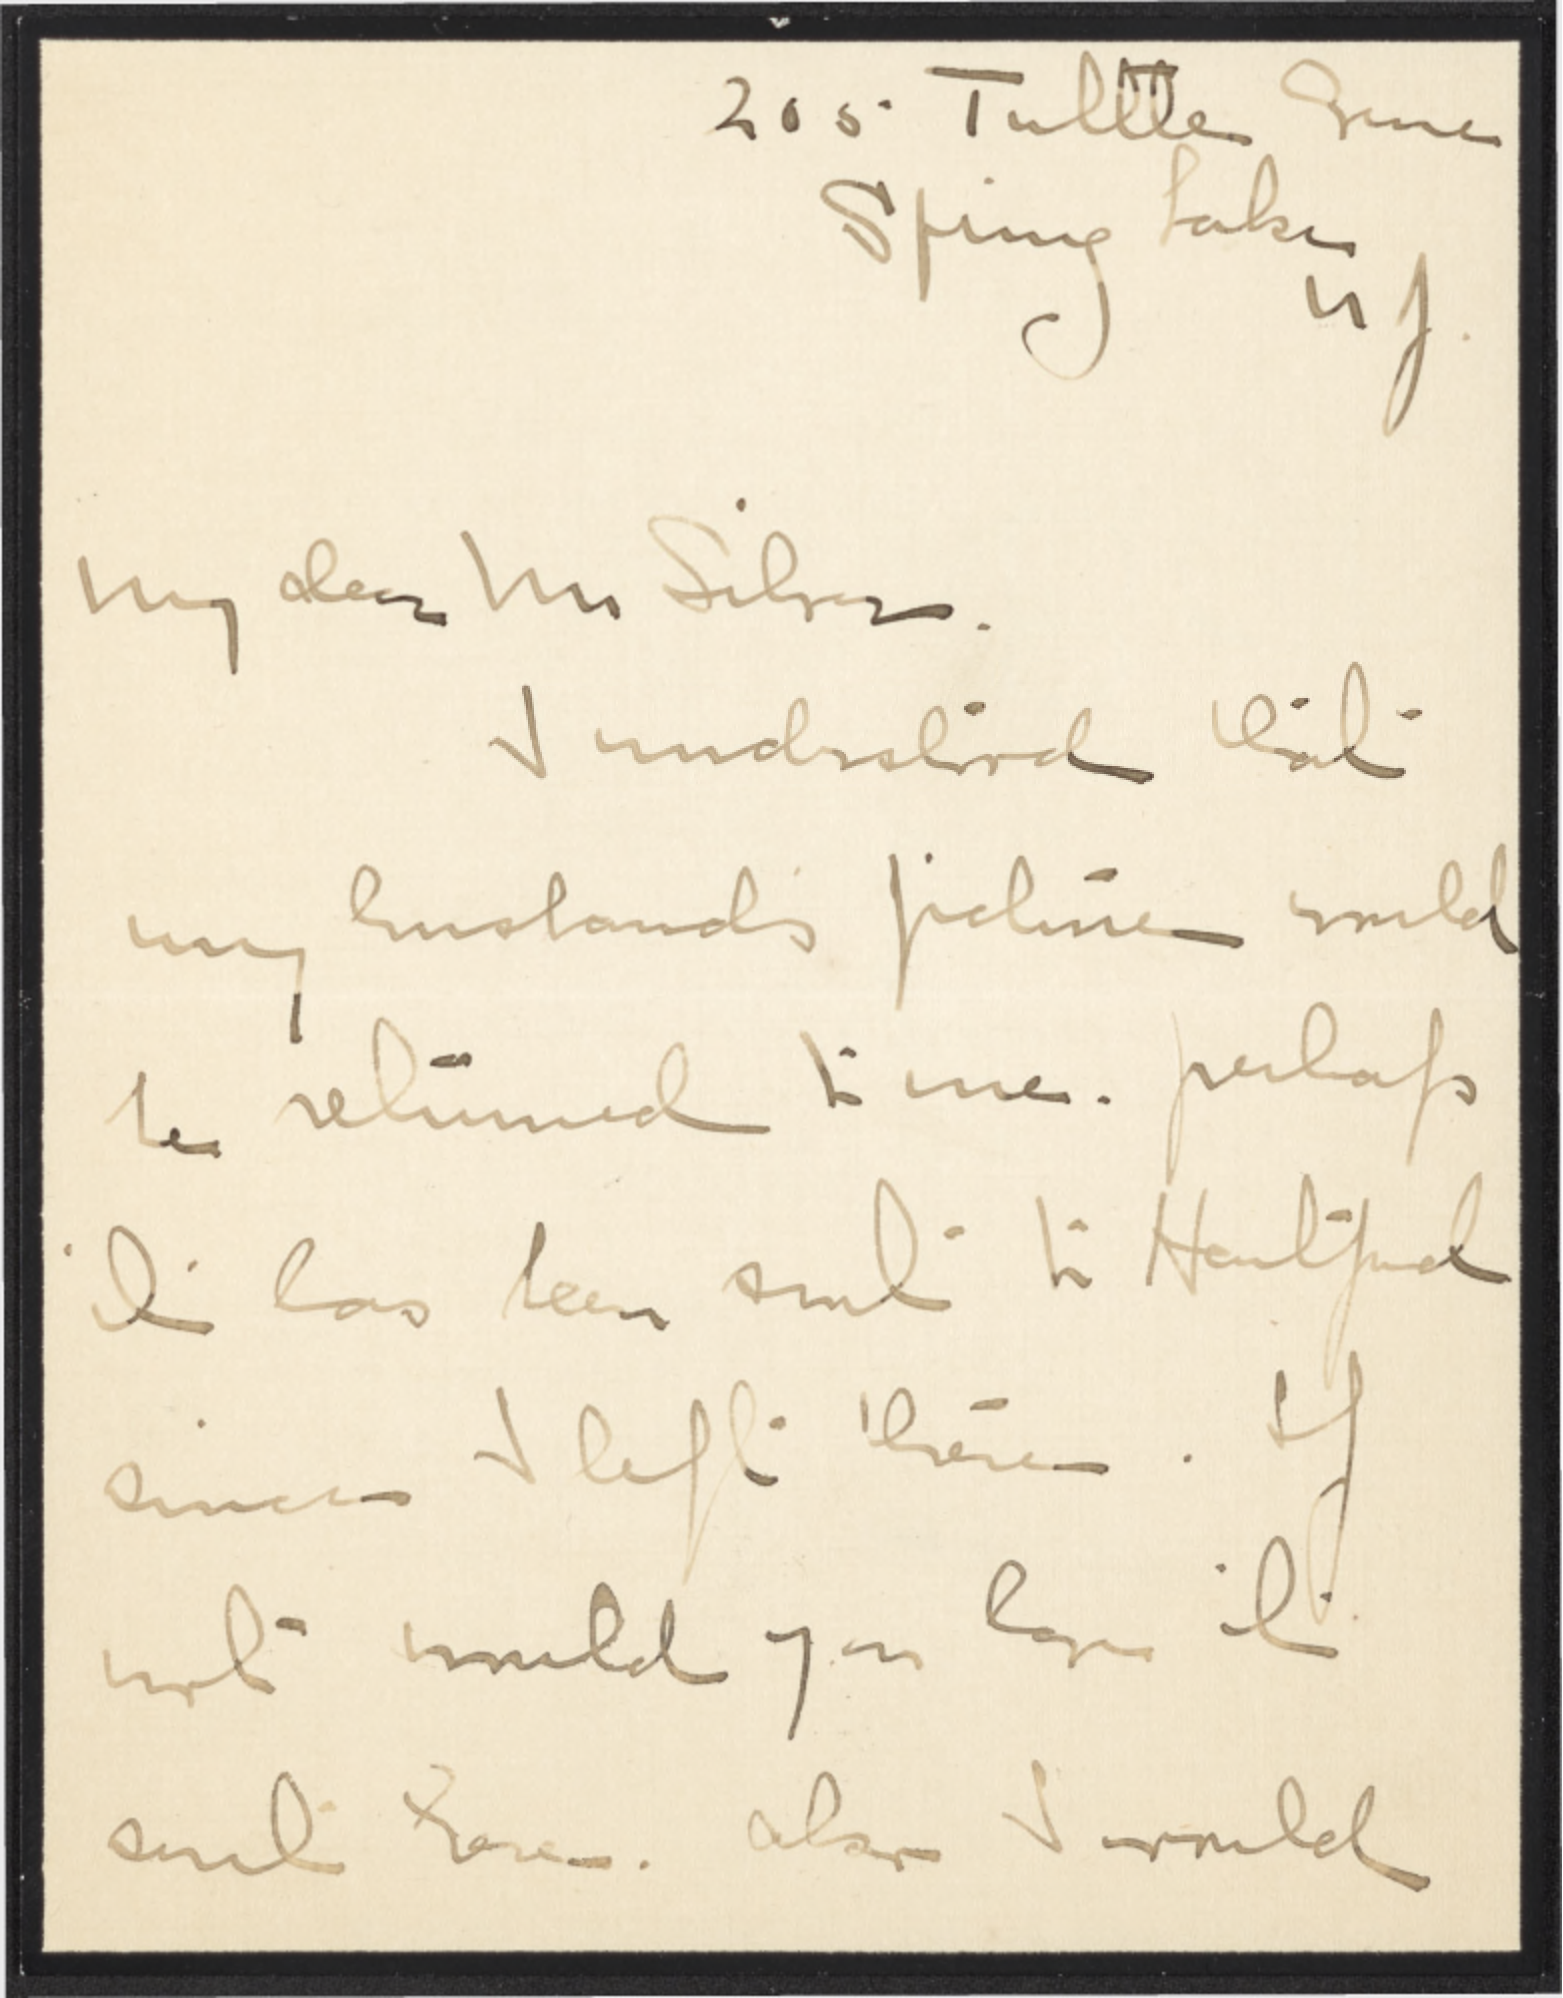 205 Tuttle Avenue
Spring Lake
N J.
My dear Mr Silver.
I understood that
my husband's picture would
be returned to me. perhaps
it has been sent to Hartford
since I left there. If
not would you have it
sent here. also I would